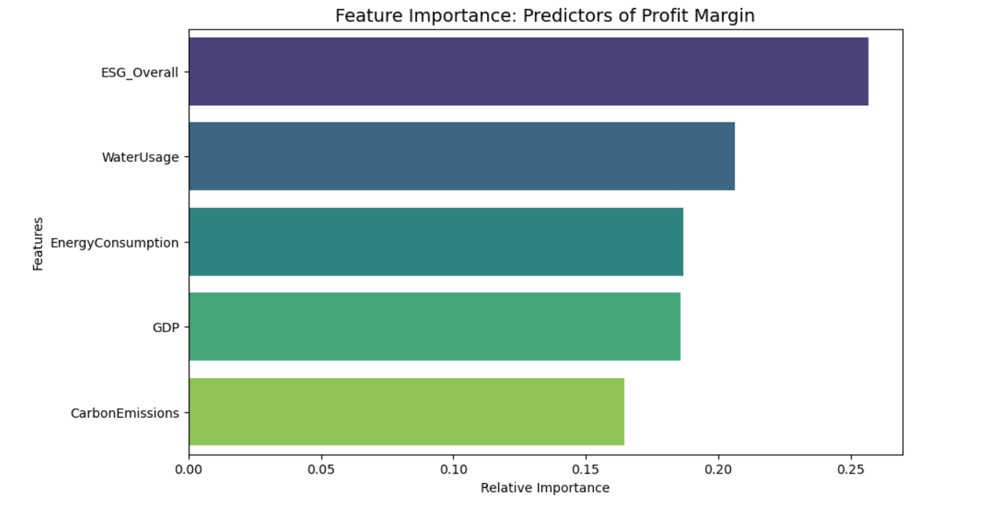 Feature Importance: Predictors of Profit Margin
ESG_Overall
WaterUsage
EnergyConsumption
GDP
CarbonEmissions
Features
0.00 0.05 0.10 0.15 0.20 0.25
Relative Importance